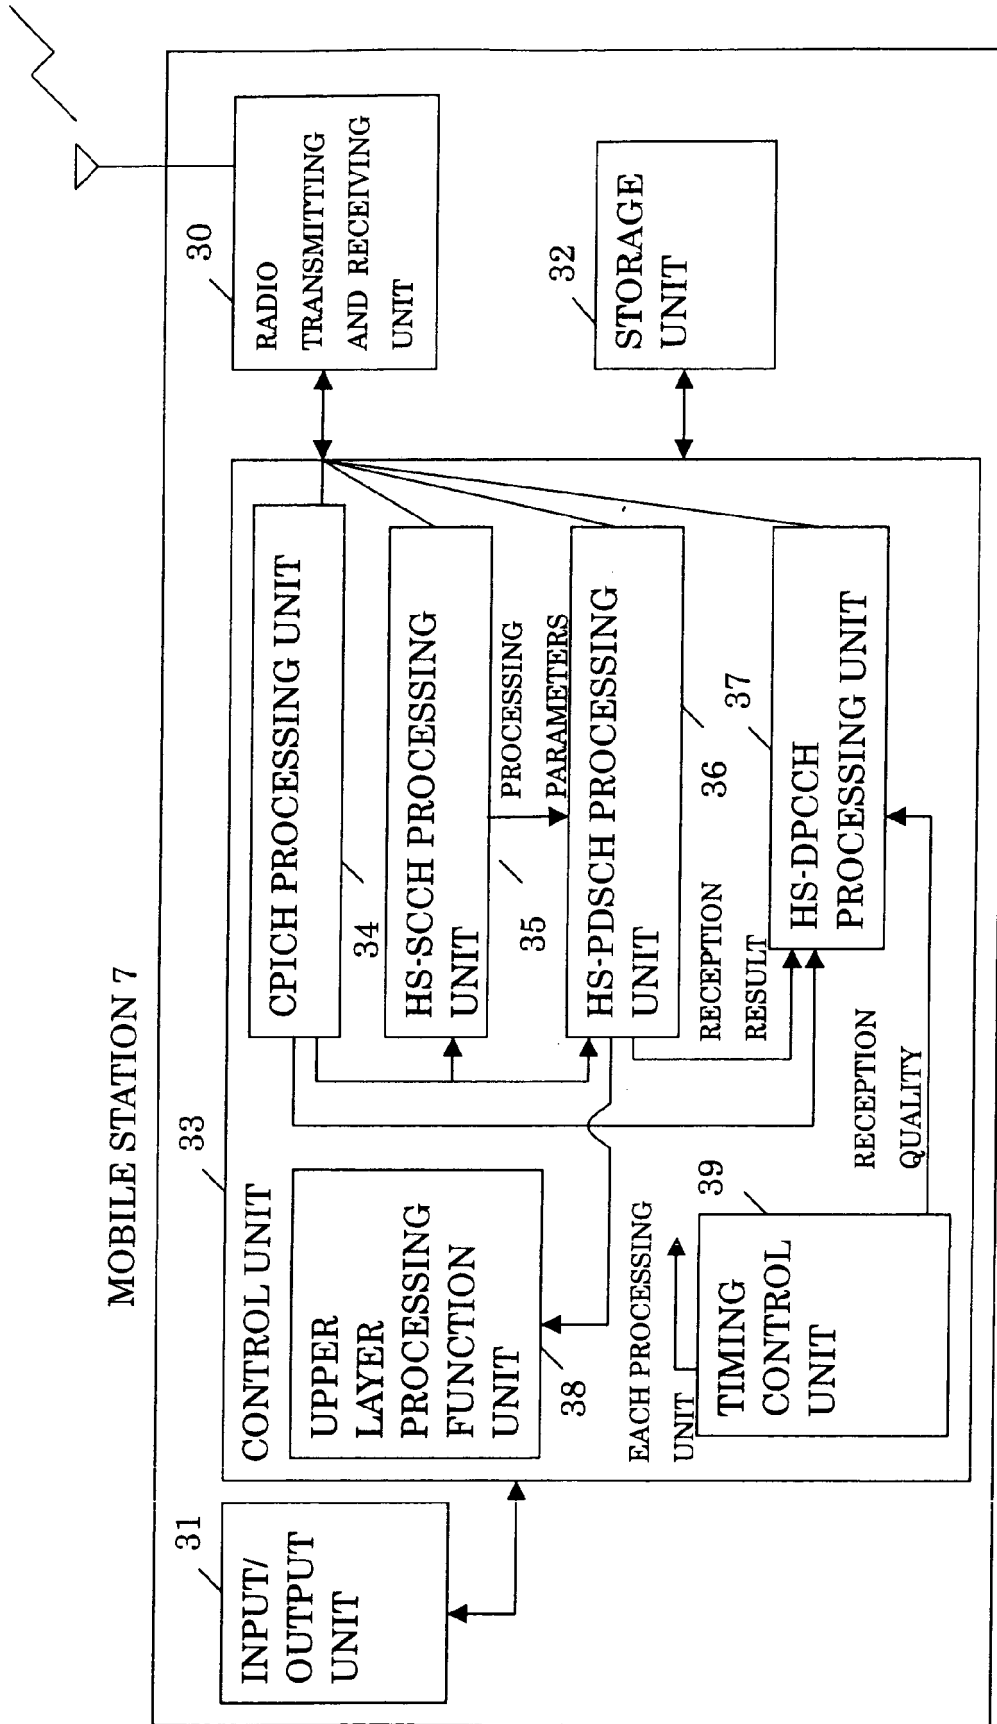 MOBILE STATION 7
33
CONTROL UNIT
31
INPUT/
OUTPUT
UNIT
UPPER
LAYER
PROCESSING
FUNCTION
UNIT
38
EACH PROCESSING
UNIT
39
TIMING
CONTROL
UNIT
CPICH PROCESSING UNIT
34
HS-SCCH PROCESSING
UNIT
35
PROCESSING
PARAMETERS
HS-PDSCH PROCESSING
UNIT
36
RECEPTION
RESULT
37
HS-DPCCH
PROCESSING UNIT
RECEPTION
QUALITY
30
RADIO
TRANSMITTING
AND RECEIVING
UNIT
32
STORAGE
UNIT